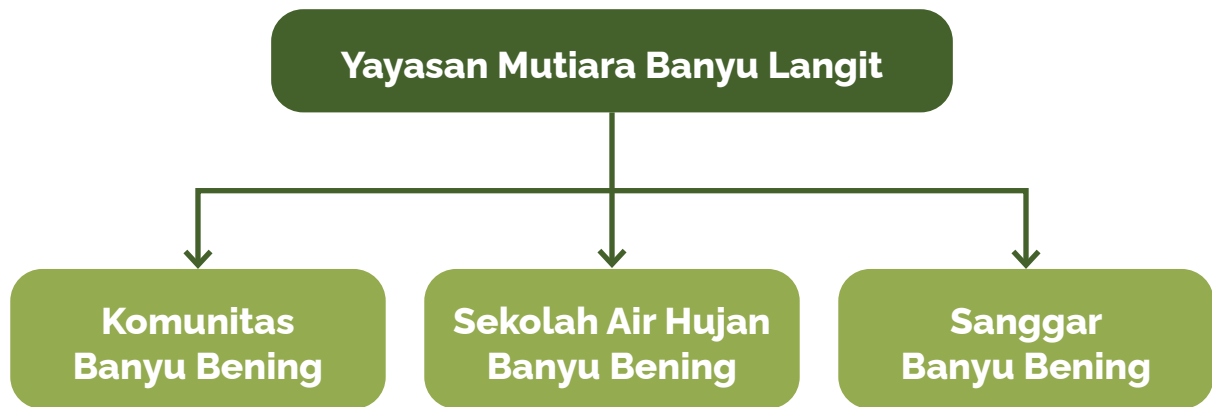 Yayasan Mutiara Banyu Langit
Komunitas
Banyu Bening
Sekolah Air Hujan
Banyu Bening
Sanggar
Banyu Bening